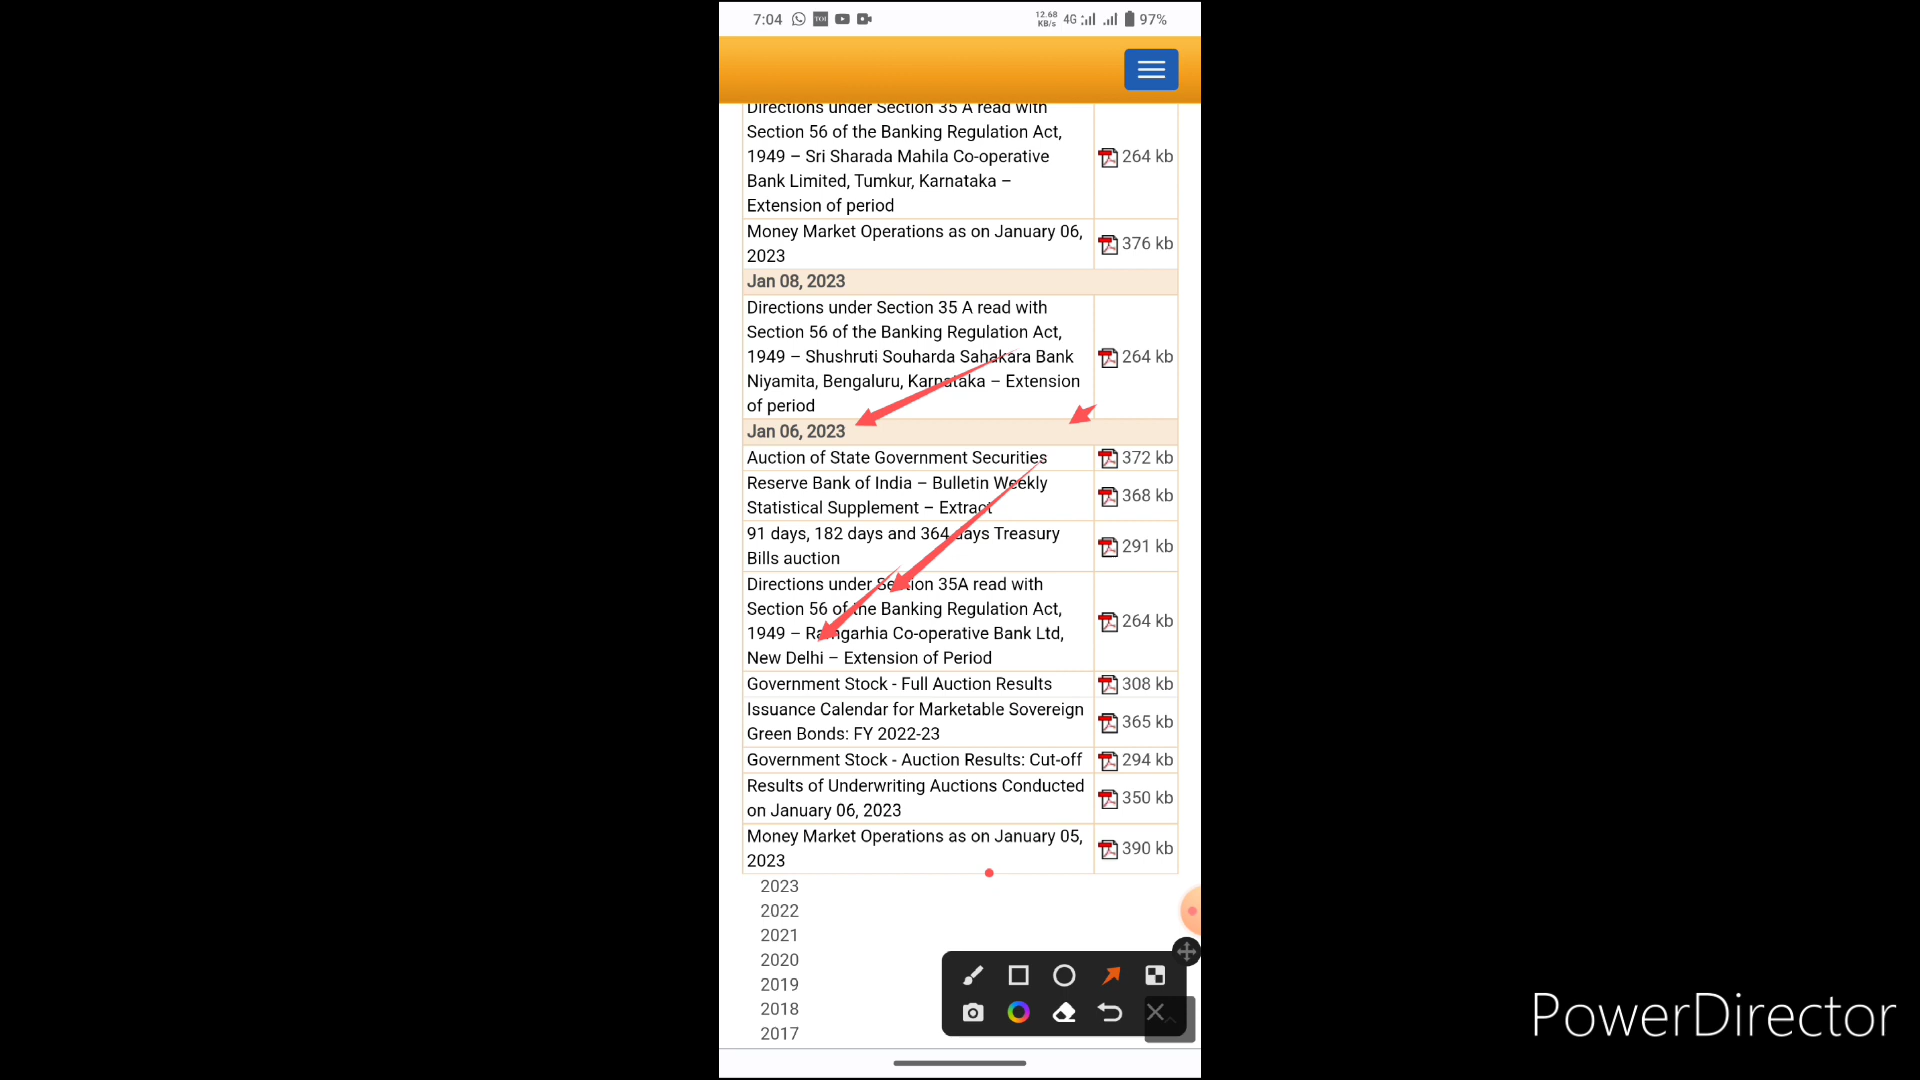 7:04
TOI
12.68
KB/s
4G
97%
Directions under Section 35 A read with
Section 56 of the Banking Regulation Act,
1949 – Sri Sharada Mahila Co-operative
Bank Limited, Tumkur, Karnataka –
Extension of period
264 kb
Money Market Operations as on January 06,
2023
376 kb
Jan 08, 2023
Directions under Section 35 A read with
Section 56 of the Banking Regulation Act,
1949 – Shushruti Souharda Sahakara Bank
Niyamita, Bengaluru, Karnataka – Extension
of period
264 kb
Jan 06, 2023
Auction of State Government Securities
372 kb
Reserve Bank of India – Bulletin Weekly
Statistical Supplement – Extract
368 kb
91 days, 182 days and 364 days Treasury
Bills auction
291 kb
Directions under Section 35A read with
Section 56 of the Banking Regulation Act,
1949 – Ramgarhia Co-operative Bank Ltd,
New Delhi – Extension of Period
264 kb
Government Stock - Full Auction Results
308 kb
Issuance Calendar for Marketable Sovereign
Green Bonds: FY 2022-23
365 kb
Government Stock - Auction Results: Cut-off
294 kb
Results of Underwriting Auctions Conducted
on January 06, 2023
350 kb
Money Market Operations as on January 05,
2023
390 kb
2023
2022
2021
2020
2019
2018
2017
PowerDirector